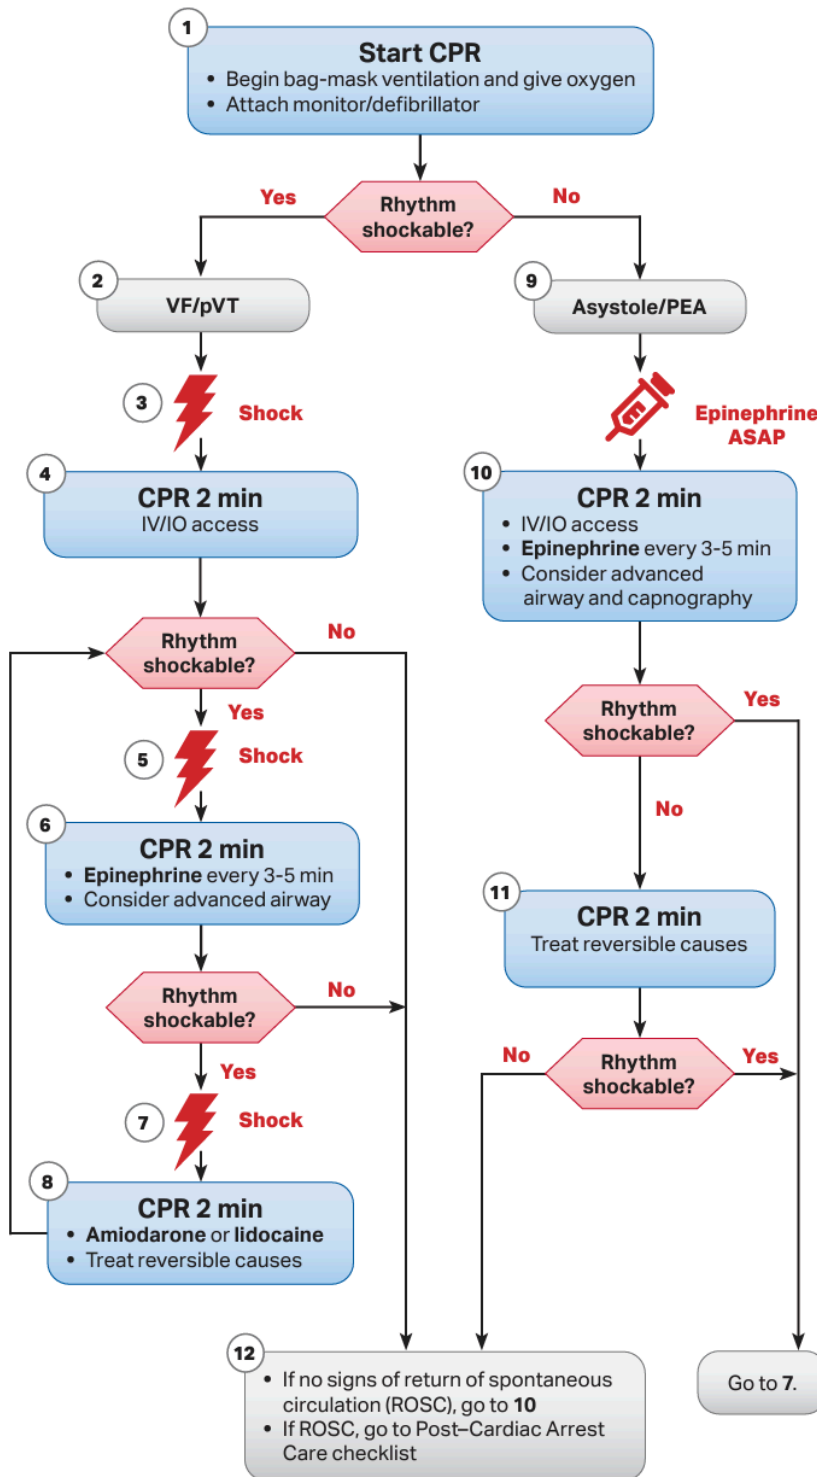 1
Start CPR
• Begin bag-mask ventilation and give oxygen
• Attach monitor/defibrillator
Yes
Rhythm
shockable?
No
2
VF/pVT
9
Asystole/PEA
3
Shock
Epinephrine
ASAP
4
CPR 2 min
IV/IO access
10
CPR 2 min
• IV/IO access
• Epinephrine every 3-5 min
• Consider advanced
airway and capnography
Rhythm
shockable?
No
Yes
Rhythm
shockable?
Yes
No
5
Shock
6
CPR 2 min
• Epinephrine every 3-5 min
• Consider advanced airway
11
CPR 2 min
Treat reversible causes
Rhythm
shockable?
No
Yes
No
Rhythm
shockable?
Yes
7
Shock
8
CPR 2 min
• Amiodarone or lidocaine
• Treat reversible causes
12
• If no signs of return of spontaneous
circulation (ROSC), go to 10
• If ROSC, go to Post–Cardiac Arrest
Care checklist
Go to 7.